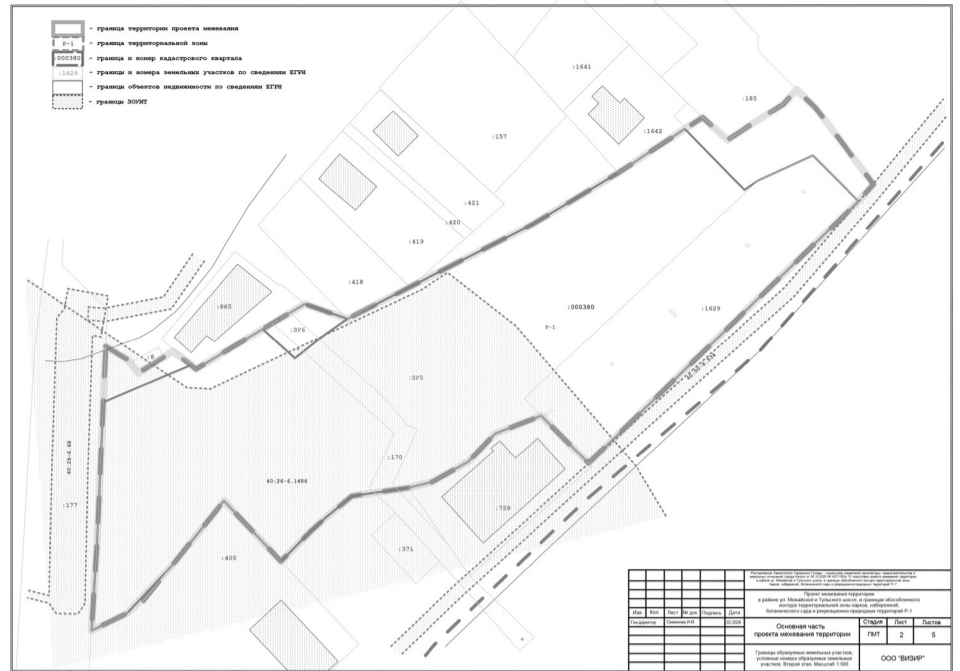 - граница территории проекта межевания
Р-1 - граница территориальной зоны
:000380 - граница и номер кадастрового квартала
:1629 - границы и номера земельных участков по сведениям ЕГРН
- границы объектов недвижимости по сведениям ЕГРН
- границы ЗОУИТ
:1641
:185
:157
:1642
:421
:420
:419
:418
:865
:ЗУ6
:000380
:1629
Р-1
:ЗУ5
:170
40:26-6.68
40:26-6.1486
:177
:759
:405
:371
Проект межевания территории
в районе ул. Можайской и Тульского шоссе, в границах обособленного
контура территориальной зоны парков, набережной,
ботанического сада и рекреационно-природных территорий Р-1
Изм. Кол. Лист № док. Подпись Дата
Гендиректор Семенова И.И. 02.2026
Основная часть
проекта межевания территории
Стадия Лист Листов
ПМТ 2 5
Границы образуемых земельных участков,
условные номера образуемых земельных
участков. Второй этап. Масштаб 1:500
ООО "ВИЗИР"